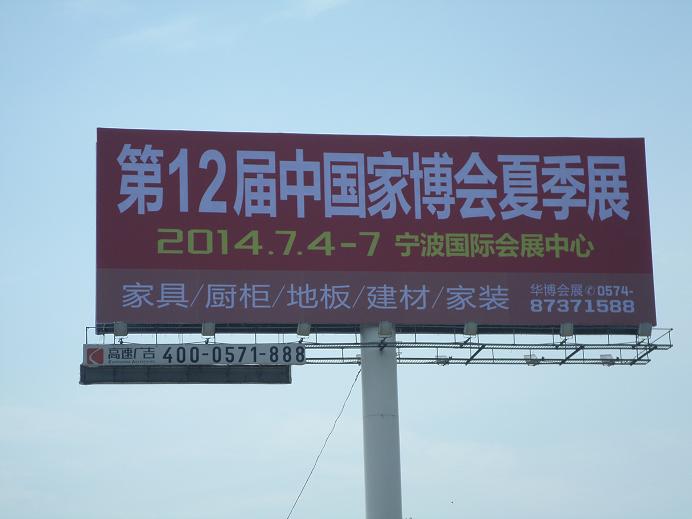 第12届中国家博会夏季展
2014.7.4-7 宁波国际会展中心
家具/厨柜/地板/建材/家装
华博会展✆0574-
87371588
高速广告 400-0571-888